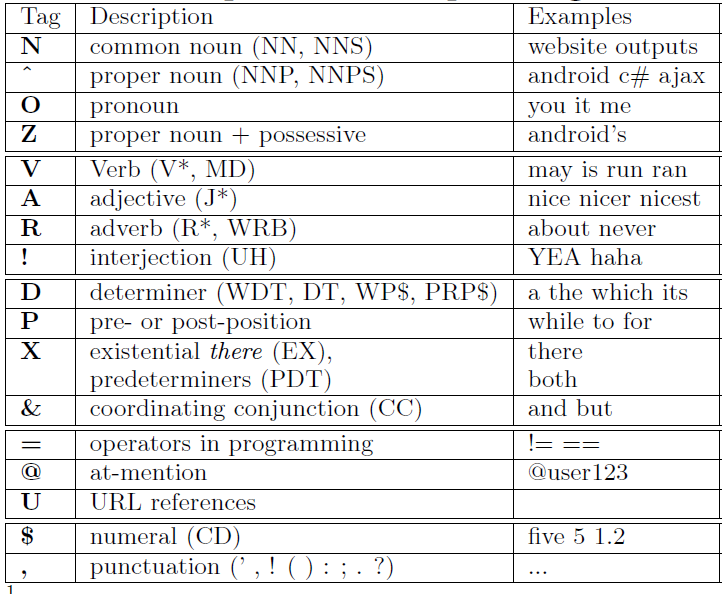 Tag Description Examples
N common noun (NN, NNS) website outputs
^ proper noun (NNP, NNPS) android c# ajax
O pronoun you it me
Z proper noun + possessive android's
V Verb (V*, MD) may is run ran
A adjective (J*) nice nicer nicest
R adverb (R*, WRB) about never
! interjection (UH) YEA haha
D determiner (WDT, DT, WP$, PRP$) a the which its
P pre- or post-position while to for
X existential there (EX), there
predeterminers (PDT) both
& coordinating conjunction (CC) and but
= operators in programming != ==
@ at-mention @user123
U URL references
$ numeral (CD) five 5 1.2
, punctuation (' , ! ( ) : ; . ?) ...
1